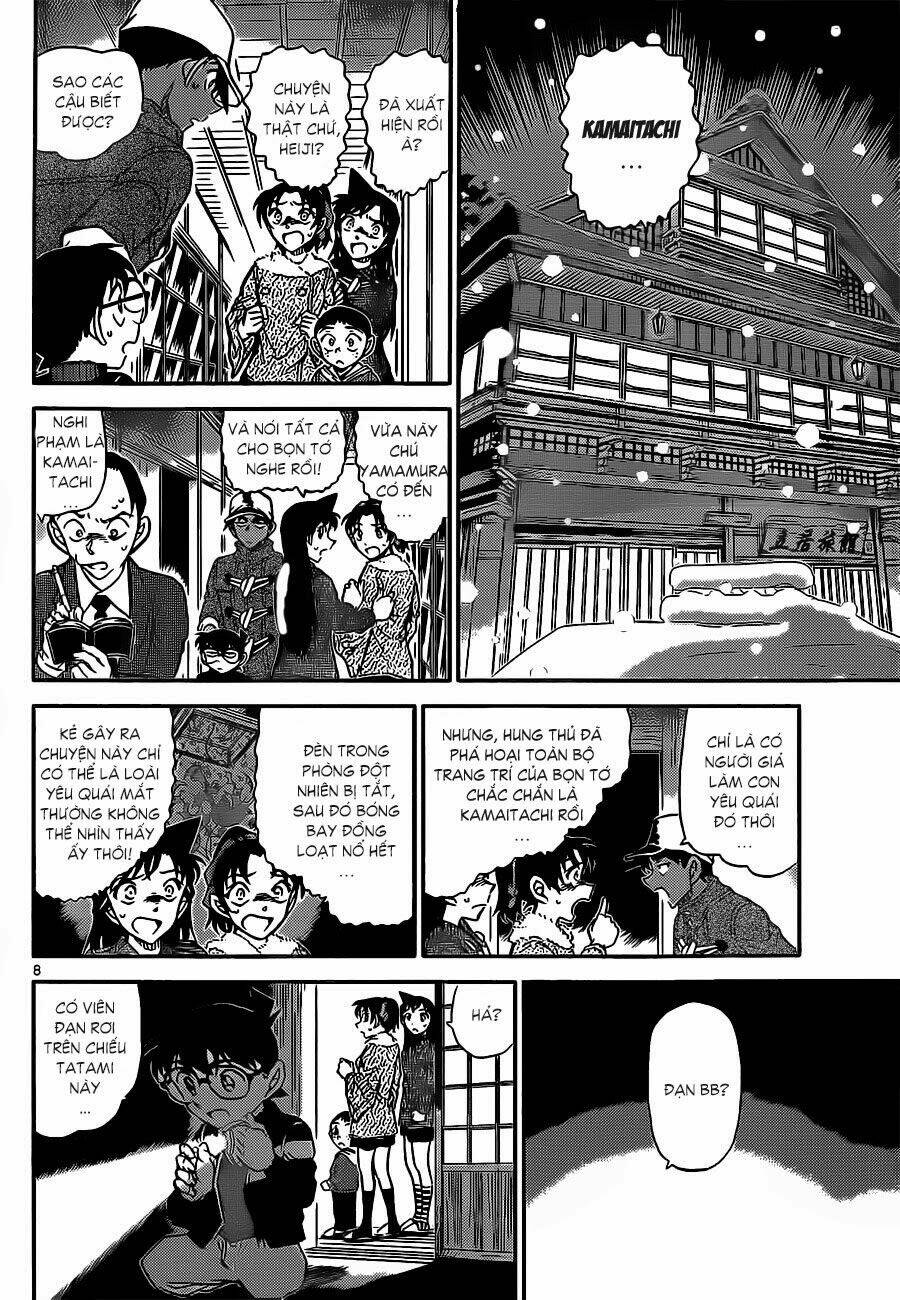 KAMAITACHI
...
ĐÃ XUẤT
HIỆN RỒI
À?
CHUYỆN
NÀY LÀ
THẬT CHỨ,
HEIJI?
SAO CÁC
CẬU BIẾT
ĐƯỢC?
VỪA NÃY
CHÚ
YAMAMURA
CÓ ĐẾN
...
VÀ NÓI TẤT CẢ
CHO BỌN TỚ
NGHE RỒI!
NGHI
PHẠM LÀ
KAMAI-
TACHI
...
CHỈ LÀ CÓ
NGƯỜI GIẢ
LÀM CON
YÊU QUÁI
ĐÓ THÔI
NHƯNG, HUNG THỦ ĐÃ
PHÁ HOẠI TOÀN BỘ
TRANG TRÍ CỦA BỌN TỚ
CHẮC CHẮN LÀ
KAMAITACHI RỒI
...
ĐÈN TRONG
PHÒNG ĐỘT
NHIÊN BỊ TẮT,
SAU ĐÓ BÓNG
BAY ĐỒNG
LOẠT NỔ HẾT
...
KẺ GÂY RA
CHUYỆN NÀY CHỈ
CÓ THỂ LÀ LOÀI
YÊU QUÁI MẮT
THƯỜNG KHÔNG
THỂ NHÌN THẤY
ẤY THÔI!
8
ĐẠN BB?
HẢ?
CÓ VIÊN
ĐẠN RƠI
TRÊN CHIẾU
TATAMI
NÀY
...